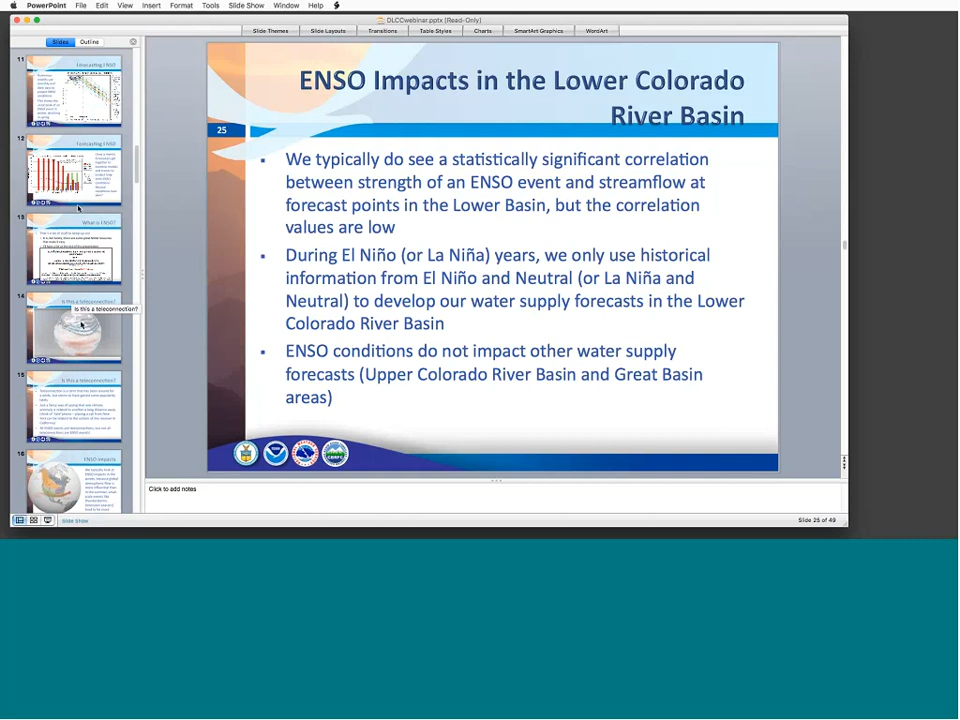 PowerPoint File Edit View Insert Format Tools Slide Show Window Help
DLCCwebinar.pptx [Read-Only]
Slide Themes Slide Layouts Transitions Table Styles Charts SmartArt Graphics WordArt
Slides Outline
11
Forecasting ENSO
12
Forecasting ENSO
13
What is ENSO?
14
Is this a teleconnection?
Is this a teleconnection?
15
Is this a teleconnection?
16
ENSO Impacts
ENSO Impacts in the Lower Colorado
River Basin
25
▪ We typically do see a statistically significant correlation
between strength of an ENSO event and streamflow at
forecast points in the Lower Basin, but the correlation
values are low
▪ During El Niño (or La Niña) years, we only use historical
information from El Niño and Neutral (or La Niña and
Neutral) to develop our water supply forecasts in the Lower
Colorado River Basin
▪ ENSO conditions do not impact other water supply
forecasts (Upper Colorado River Basin and Great Basin
areas)
CBRFC
Click to add notes
Slide Show
Slide 25 of 49